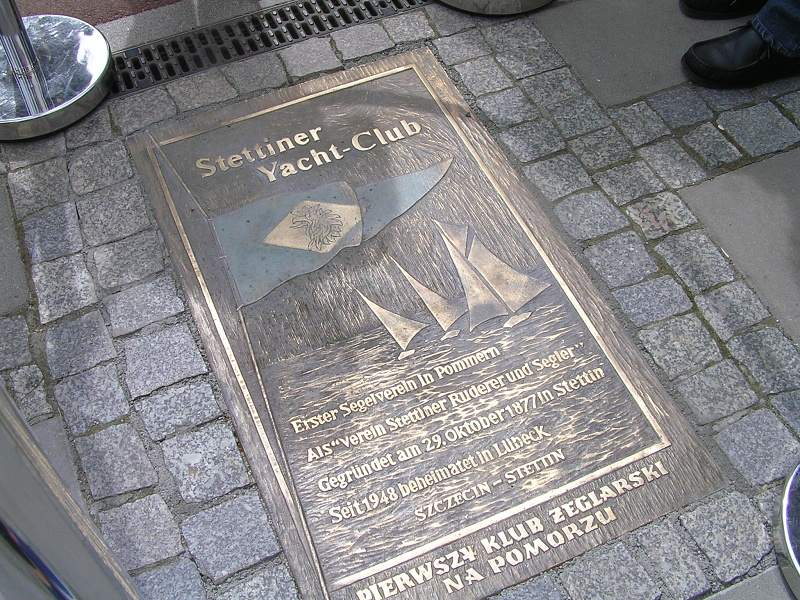 Stettiner
Yacht-Club
Erster Segelverein in Pommern
Als "Verein Stettiner Ruderer und Segler"
Gegründet am 29. Oktober 1877 in Stettin
Seit 1948 beheimatet in Lübeck
SZCZECIN - STETTIN
PIERWSZY KLUB ŻEGLARSKI
NA POMORZU